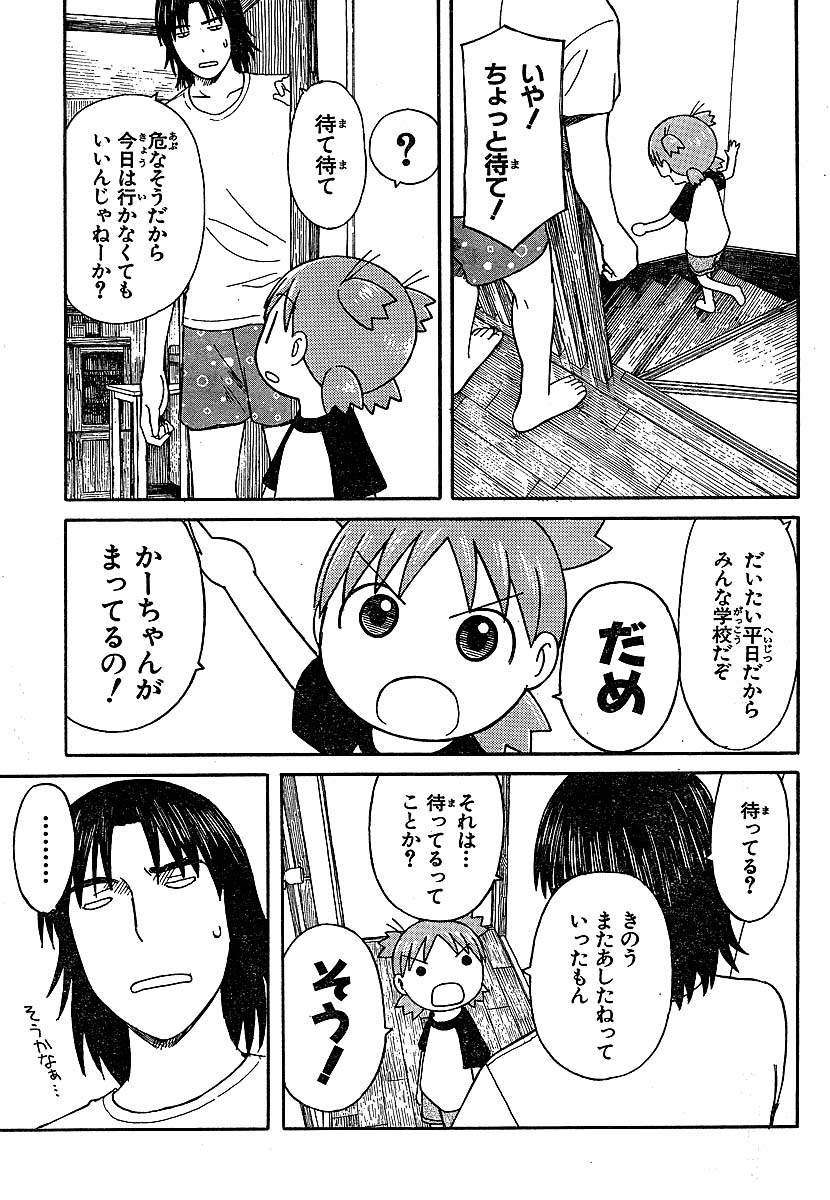 いや！
ちょっと待て！
？
待て待て
危なそうだから
今日は行かなくても
いいんじゃねーか？
だいたい平日だから
みんな学校だぞ
だめ
かーちゃんが
まってるの！
待ってる？
きのう
またあしたねって
いったもん
それは…
待ってるって
ことか？
そう！
………
そうかなぁ…